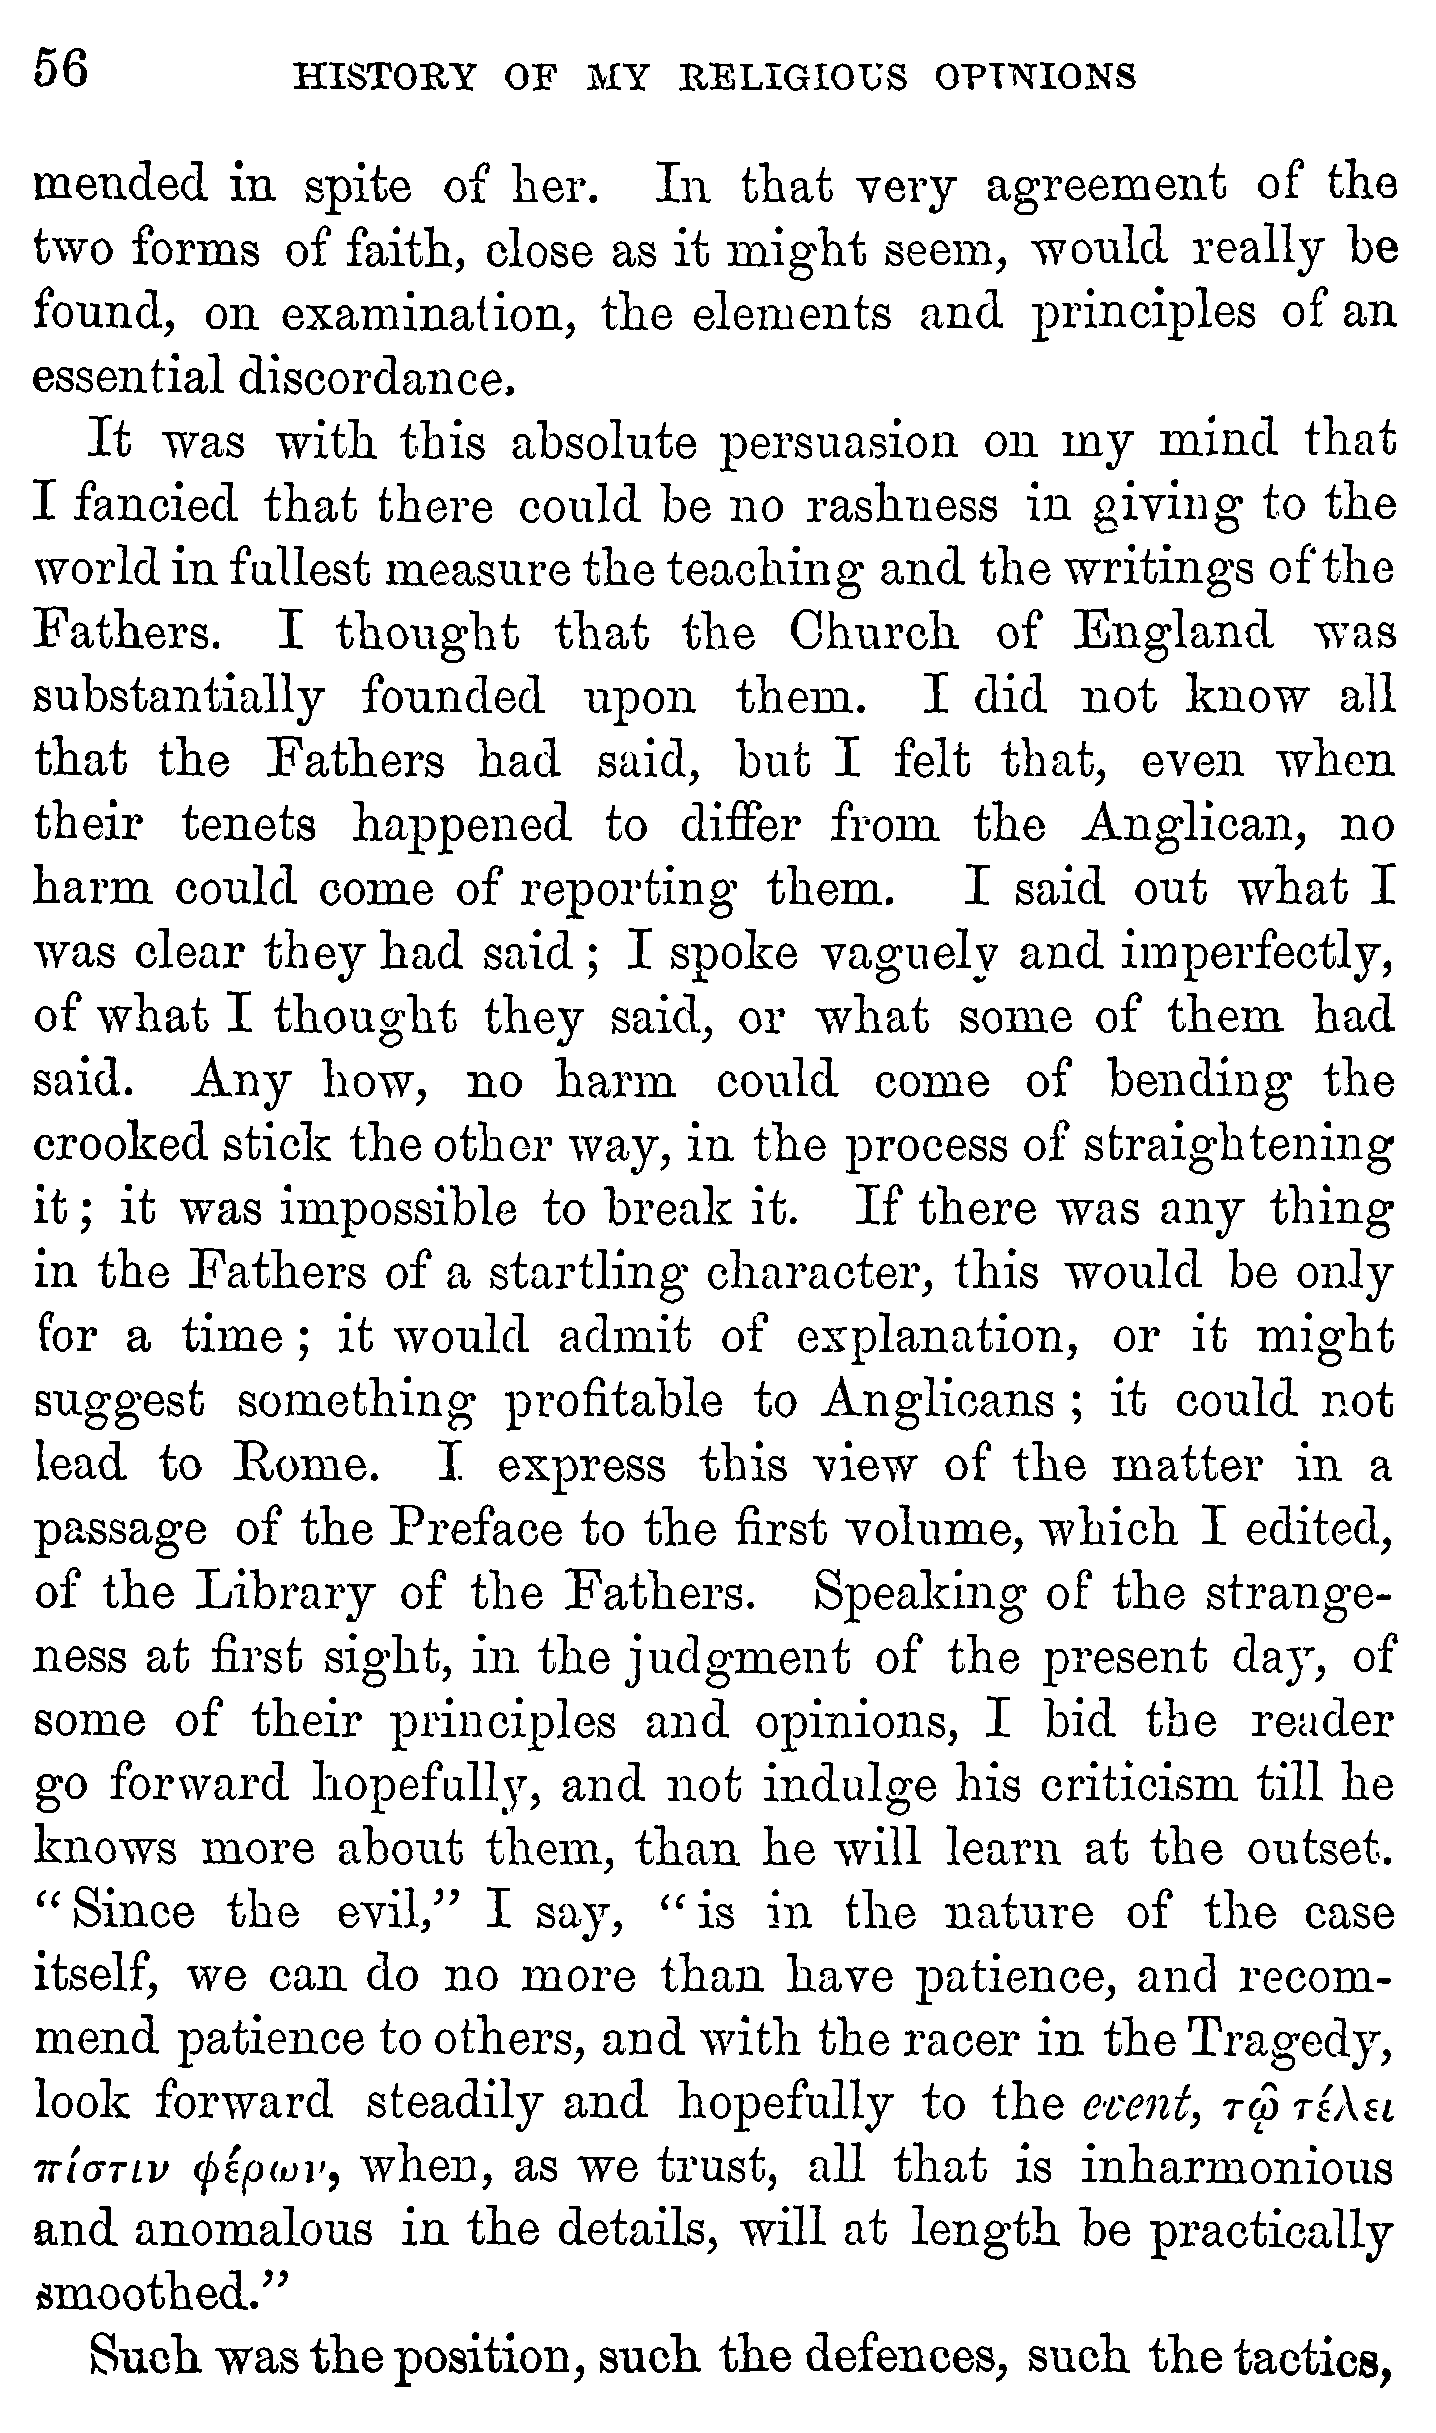 56 HISTORY OF MY RELIGIOUS OPINIONS
mended in spite of her. In that very agreement of the
two forms of faith, close as it might seem, would really be
found, on examination, the elements and principles of an
essential discordance.
It was with this absolute persuasion on my mind that
I fancied that there could be no rashness in giving to the
world in fullest measure the teaching and the writings of the
Fathers. I thought that the Church of England was
substantially founded upon them. I did not know all
that the Fathers had said, but I felt that, even when
their tenets happened to differ from the Anglican, no
harm could come of reporting them. I said out what I
was clear they had said; I spoke vaguely and imperfectly,
of what I thought they said, or what some of them had
said. Any how, no harm could come of bending the
crooked stick the other way, in the process of straightening
it; it was impossible to break it. If there was any thing
in the Fathers of a startling character, this would be only
for a time; it would admit of explanation, or it might
suggest something profitable to Anglicans; it could not
lead to Rome. I express this view of the matter in a
passage of the Preface to the first volume, which I edited,
of the Library of the Fathers. Speaking of the strange-
ness at first sight, in the judgment of the present day, of
some of their principles and opinions, I bid the reader
go forward hopefully, and not indulge his criticism till he
knows more about them, than he will learn at the outset.
“Since the evil,” I say, “is in the nature of the case
itself, we can do no more than have patience, and recom-
mend patience to others, and with the racer in the Tragedy,
look forward steadily and hopefully to the event, τῷ τέλει
πίστιν φέρων, when, as we trust, all that is inharmonious
and anomalous in the details, will at length be practically
smoothed.”
Such was the position, such the defences, such the tactics,